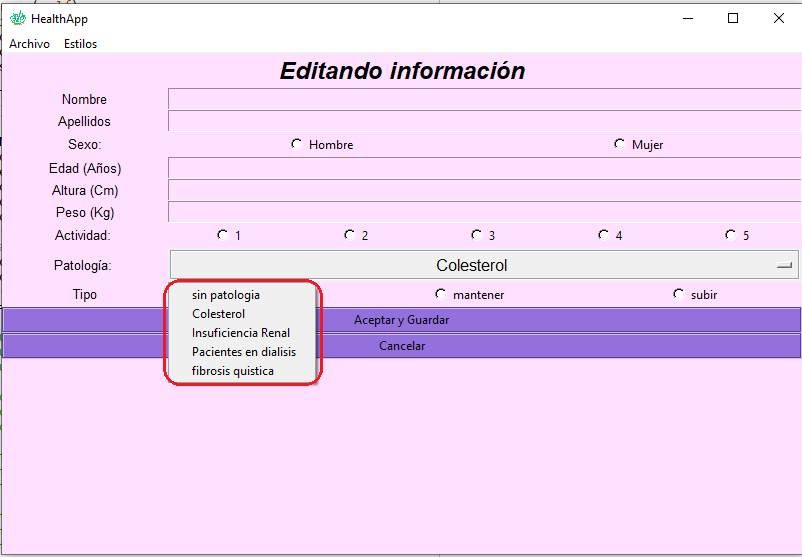 HealthApp
Archivo Estilos
Editando información
Nombre
Apellidos
Sexo: Hombre Mujer
Edad (Años)
Altura (Cm)
Peso (Kg)
Actividad: 1 2 3 4 5
Patología: Colesterol
Tipo mantener subir
sin patologia
Colesterol
Insuficiencia Renal
Pacientes en dialisis
fibrosis quistica
Aceptar y Guardar
Cancelar